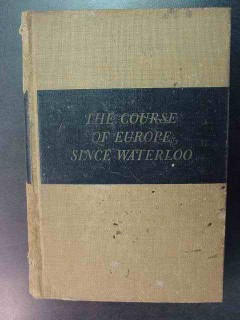 THE COURSE
OF EUROPE
SINCE WATERLOO